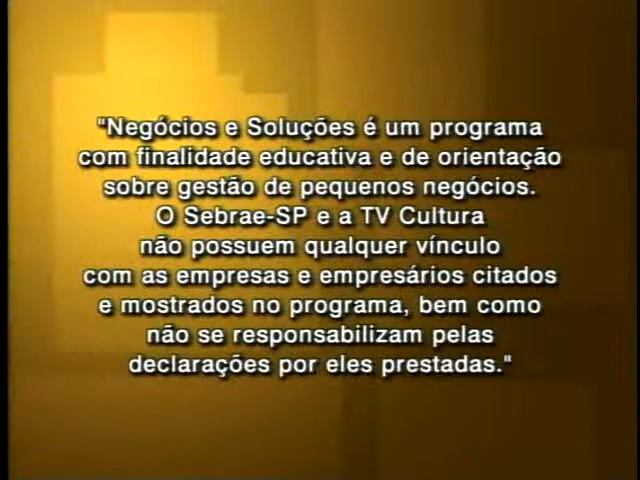 "Negócios e Soluções é um programa
com finalidade educativa e de orientação
sobre gestão de pequenos negócios.
O Sebrae-SP e a TV Cultura
não possuem qualquer vínculo
com as empresas e empresários citados
e mostrados no programa, bem como
não se responsabilizam pelas
declarações por eles prestadas."